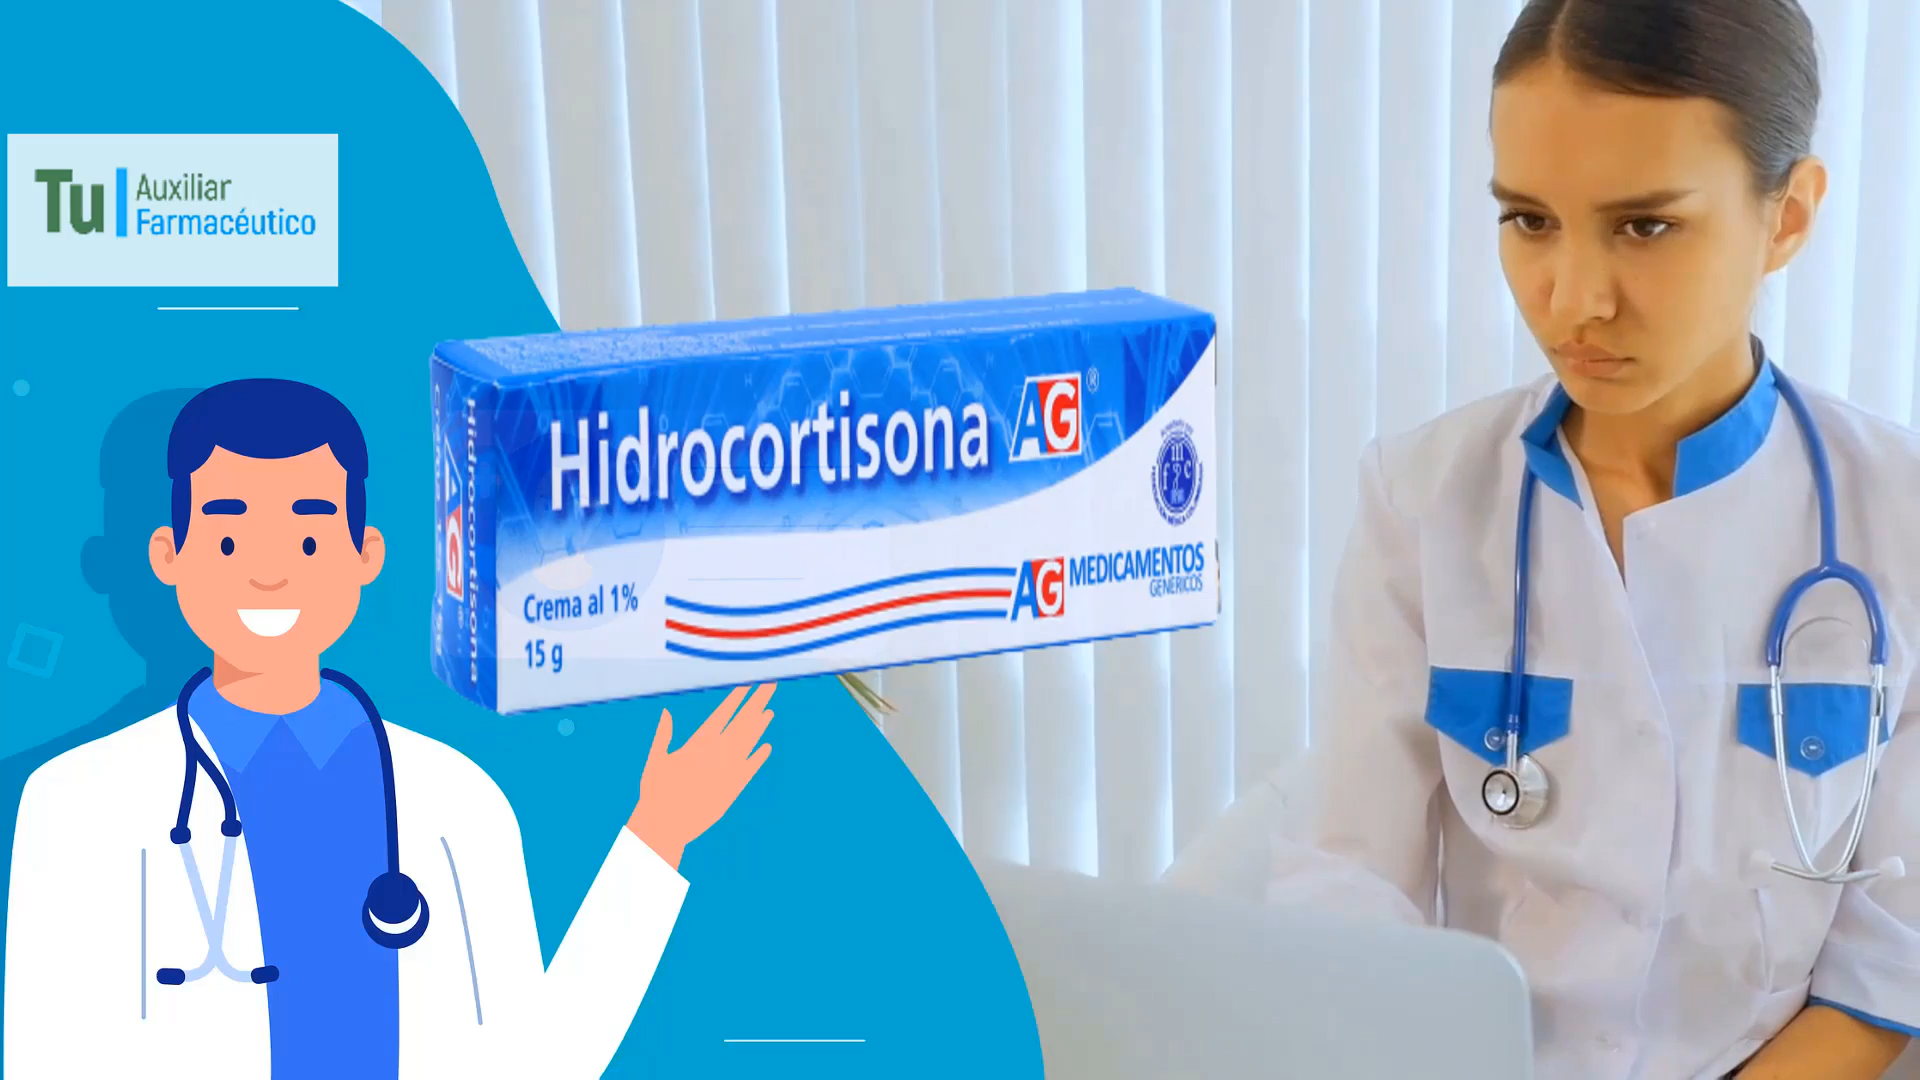 Tu Auxiliar
Farmacéutico
Hidrocortisona AG®
Crema al 1%
15 g
AG MEDICAMENTOS
GENÉRICOS
Hidrocortisona
AG